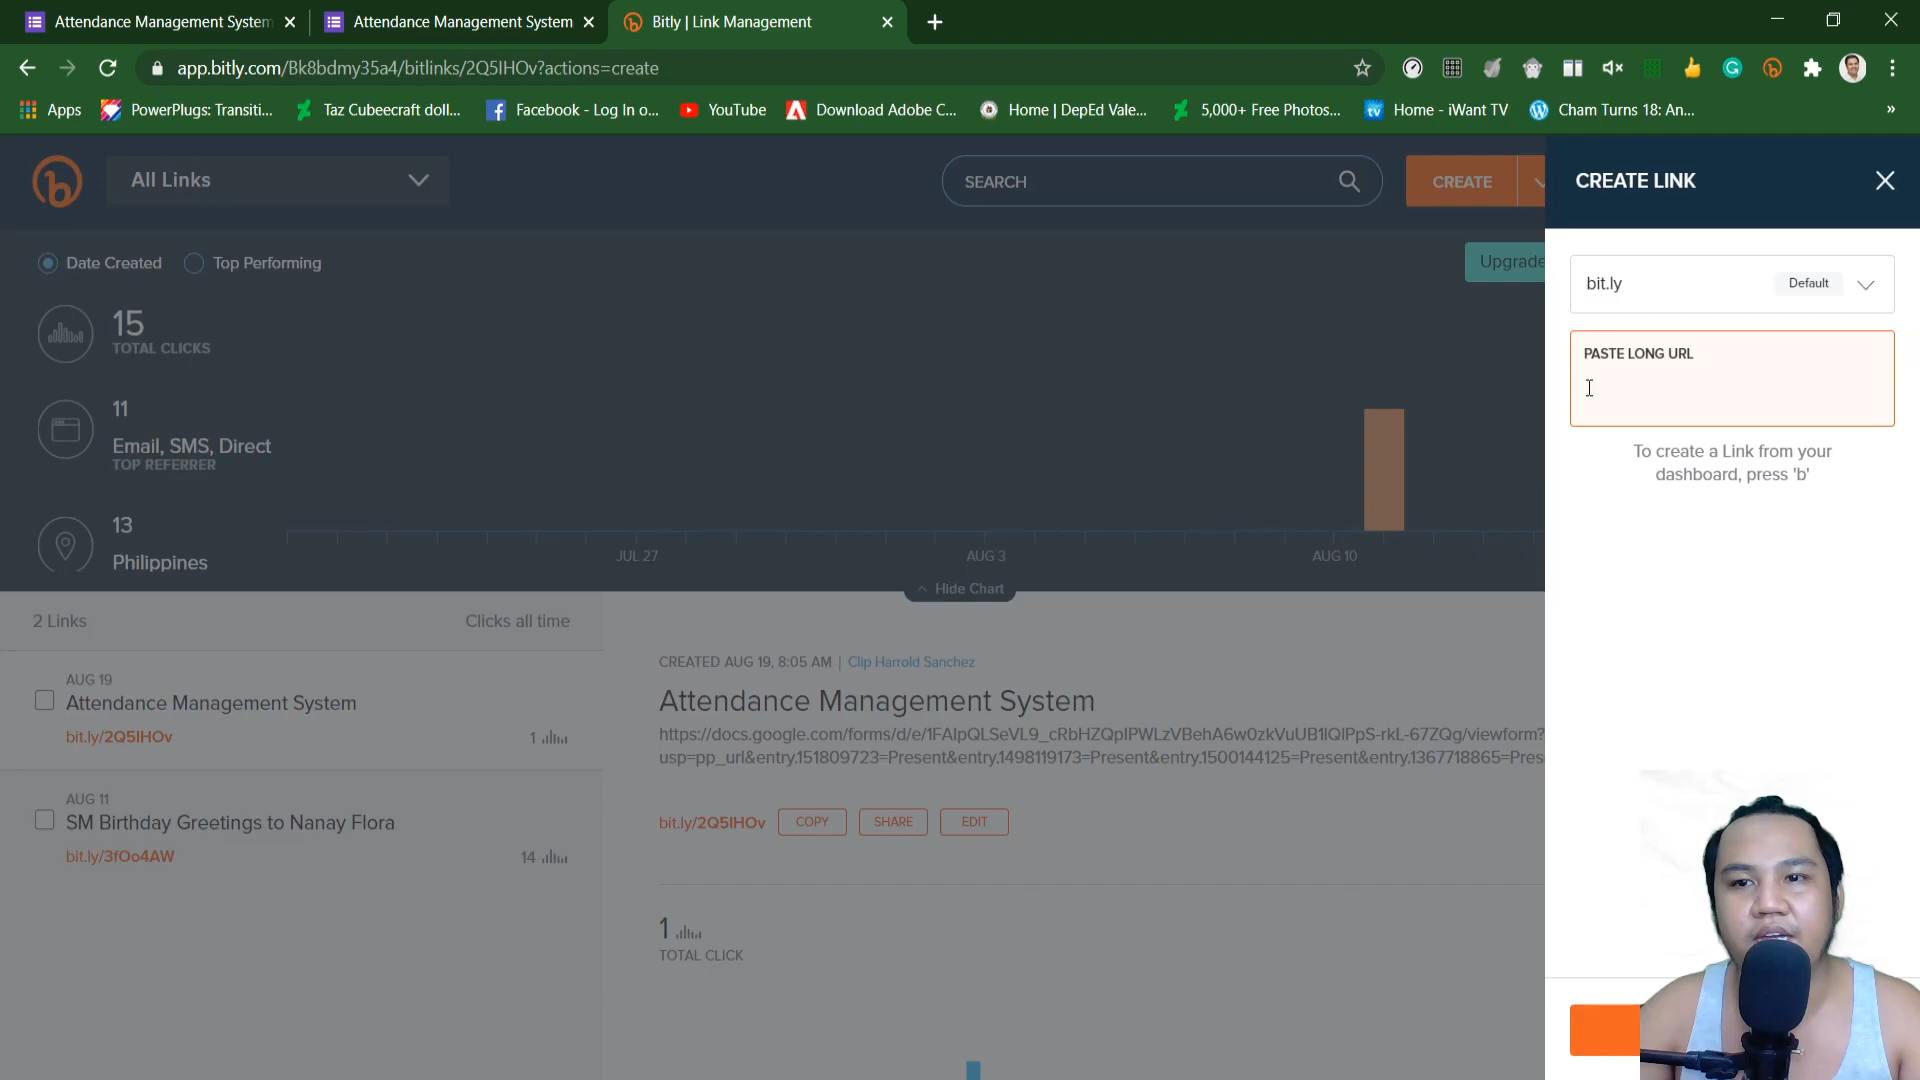 Attendance Management System
Attendance Management System
Bitly | Link Management
app.bitly.com/Bk8bdmy35a4/bitlinks/2Q5IHOv?actions=create
Apps
PowerPlugs: Transiti...
Taz Cubeecraft doll...
Facebook - Log In o...
YouTube
Download Adobe C...
Home | DepEd Vale...
5,000+ Free Photos...
Home - iWant TV
Cham Turns 18: An...
»
All Links
SEARCH
CREATE
CREATE LINK
Date Created
Top Performing
Upgrade
bit.ly
Default
15
TOTAL CLICKS
PASTE LONG URL
11
Email, SMS, Direct
TOP REFERRER
To create a Link from your
dashboard, press 'b'
13
Philippines
JUL 27
AUG 3
AUG 10
Hide Chart
2 Links
Clicks all time
CREATED AUG 19, 8:05 AM | Clip Harrold Sanchez
AUG 19
Attendance Management System
bit.ly/2Q5IHOv
1
Attendance Management System
https://docs.google.com/forms/d/e/1FAIpQLSeVL9_cRbHZQpIPWLzVBehA6w0zkVuUB1lQlPpS-rkL-67ZQg/viewform?
usp=pp_url&entry.151809723=Present&entry.1498119173=Present&entry.1500144125=Present&entry.1367718865=Pres
AUG 11
SM Birthday Greetings to Nanay Flora
bit.ly/3fOo4AW
14
bit.ly/2Q5IHOv
COPY
SHARE
EDIT
1
TOTAL CLICK